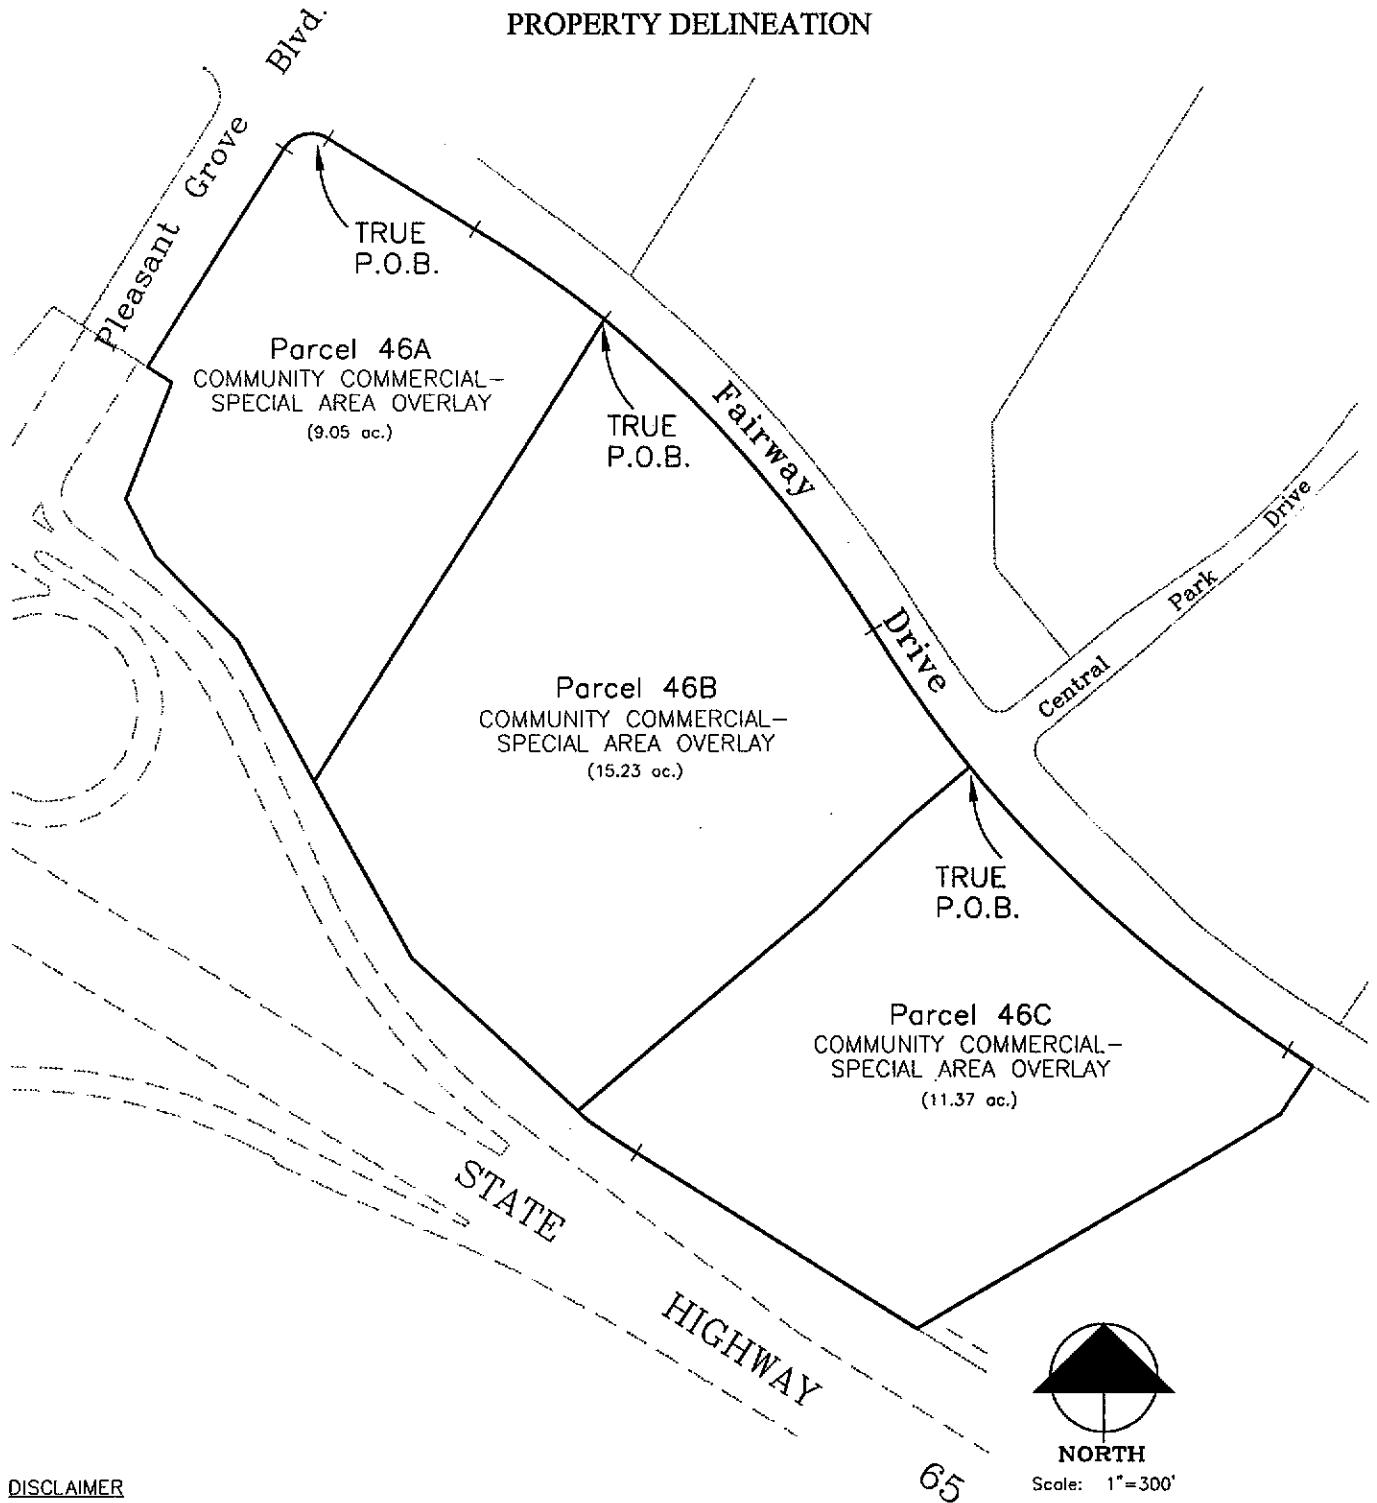 PROPERTY DELINEATION
Pleasant Grove Blvd.
TRUE
P.O.B.
Parcel 46A
COMMUNITY COMMERCIAL-
SPECIAL AREA OVERLAY
(9.05 ac.)
TRUE
P.O.B.
Fairway Drive
Central Park Drive
Parcel 46B
COMMUNITY COMMERCIAL-
SPECIAL AREA OVERLAY
(15.23 ac.)
TRUE
P.O.B.
Parcel 46C
COMMUNITY COMMERCIAL-
SPECIAL AREA OVERLAY
(11.37 ac.)
STATE HIGHWAY 65
NORTH
Scale: 1"=300'
DISCLAIMER